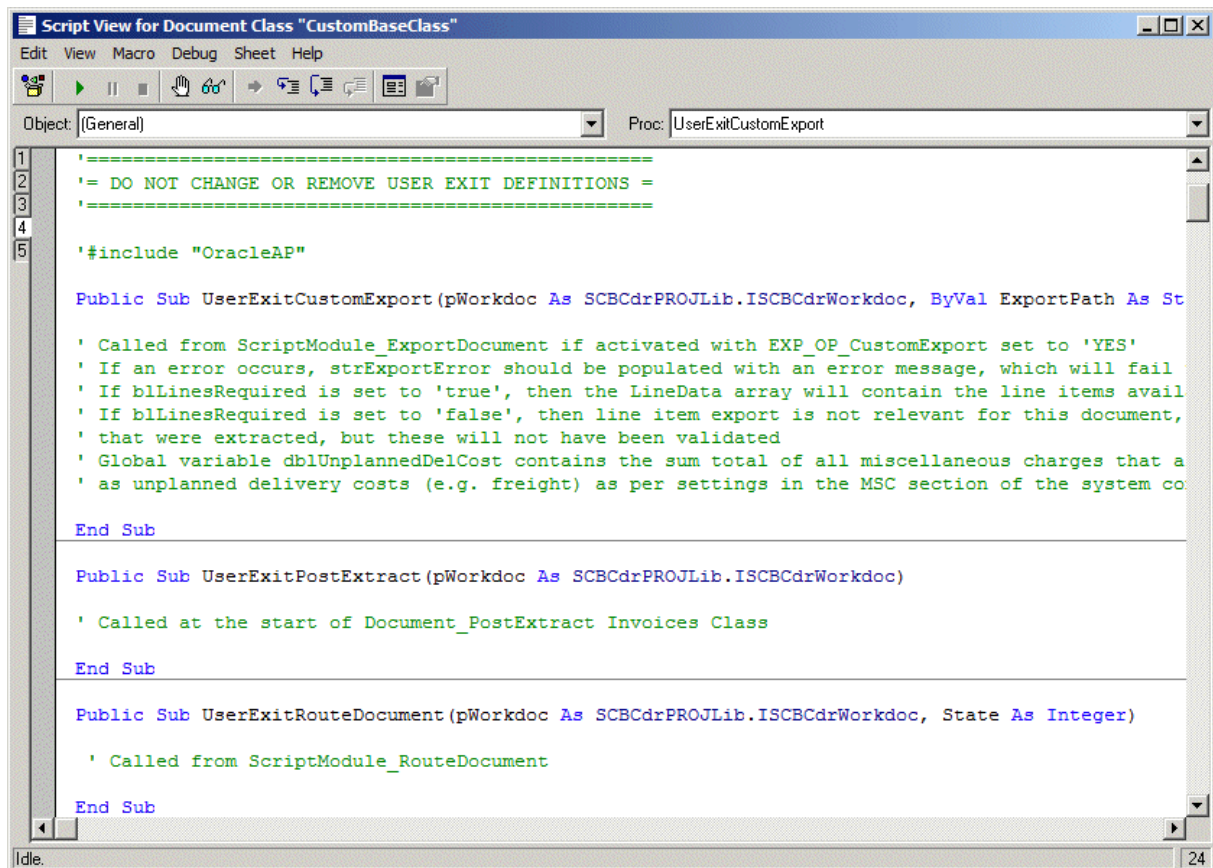 Script View for Document Class "CustomBaseClass"
Edit View Macro Debug Sheet Help
Object: (General) Proc: UserExitCustomExport
1
2
3
4
5
'==================================================
'= DO NOT CHANGE OR REMOVE USER EXIT DEFINITIONS =
'==================================================
'#include "OracleAP"
Public Sub UserExitCustomExport(pWorkdoc As SCBCdrPROJLib.ISCBCdrWorkdoc, ByVal ExportPath As St
' Called from ScriptModule_ExportDocument if activated with EXP_OP_CustomExport set to 'YES'
' If an error occurs, strExportError should be populated with an error message, which will fail
' If blLinesRequired is set to 'true', then the LineData array will contain the line items avail
' If blLinesRequired is set to 'false', then line item export is not relevant for this document,
' that were extracted, but these will not have been validated
' Global variable dblUnplannedDelCost contains the sum total of all miscellaneous charges that a
' as unplanned delivery costs (e.g. freight) as per settings in the MSC section of the system co
End Sub
Public Sub UserExitPostExtract(pWorkdoc As SCBCdrPROJLib.ISCBCdrWorkdoc)
' Called at the start of Document_PostExtract Invoices Class
End Sub
Public Sub UserExitRouteDocument(pWorkdoc As SCBCdrPROJLib.ISCBCdrWorkdoc, State As Integer)
' Called from ScriptModule_RouteDocument
End Sub
Idle. 24